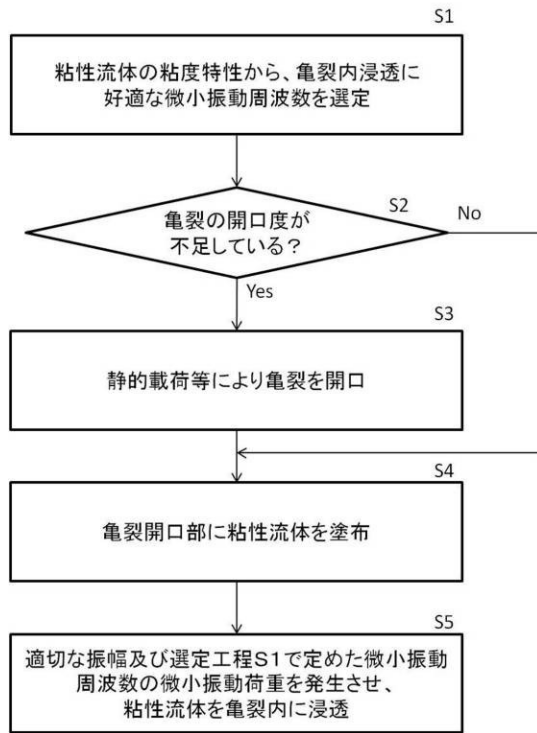 S1
粘性流体の粘度特性から、亀裂内浸透に
好適な微小振動周波数を選定
S2
亀裂の開口度が
不足している?
No
Yes
S3
静的載荷等により亀裂を開口
S4
亀裂開口部に粘性流体を塗布
S5
適切な振幅及び選定工程S1で定めた微小振動
周波数の微小振動荷重を発生させ、
粘性流体を亀裂内に浸透